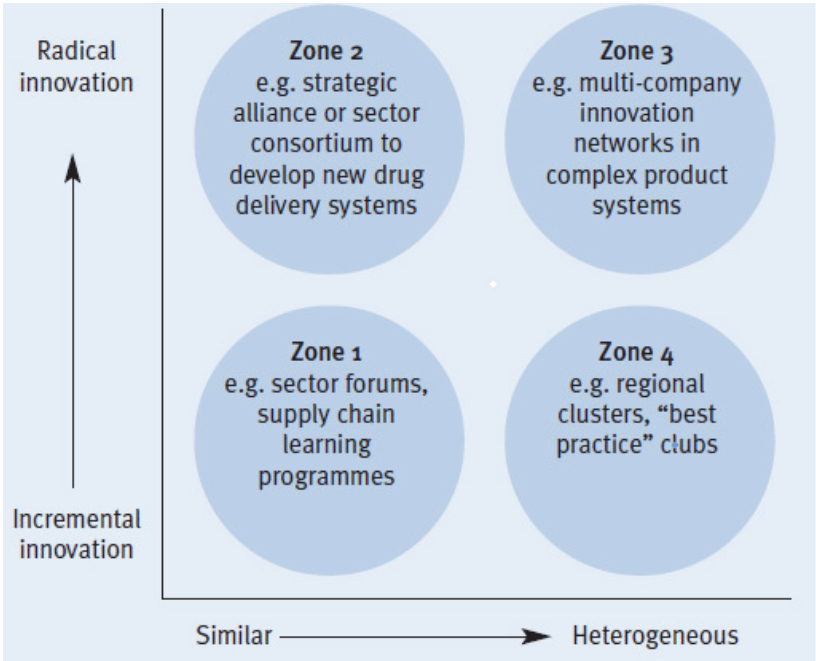 Radical
innovation
Zone 2
e.g. strategic
alliance or sector
consortium to
develop new drug
delivery systems
Zone 3
e.g. multi-company
innovation
networks in
complex product
systems
Zone 1
e.g. sector forums,
supply chain
learning
programmes
Zone 4
e.g. regional
clusters, “best
practice” clubs
Incremental
innovation
Similar
Heterogeneous